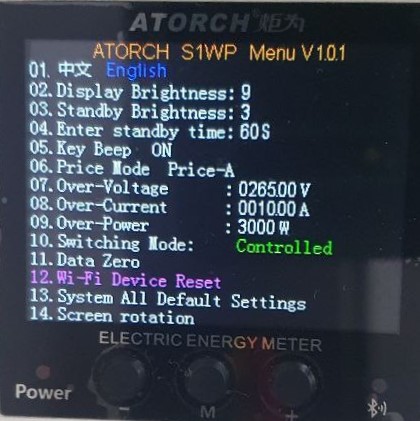 ATORCH®炬为
ATORCH S1WP Menu V1.0.1
01. 中文 English
02. Display Brightness: 9
03. Standby Brightness: 3
04. Enter standby time: 60S
05. Key Beep ON
06. Price Mode Price-A
07. Over-Voltage : 0265.00 V
08. Over-Current : 0010.00 A
09. Over-Power : 3000 W
10. Switching Mode: Controlled
11. Data Zero
12. Wi-Fi Device Reset
13. System All Default Settings
14. Screen rotation
ELECTRIC ENERGY METER
Power
- M +